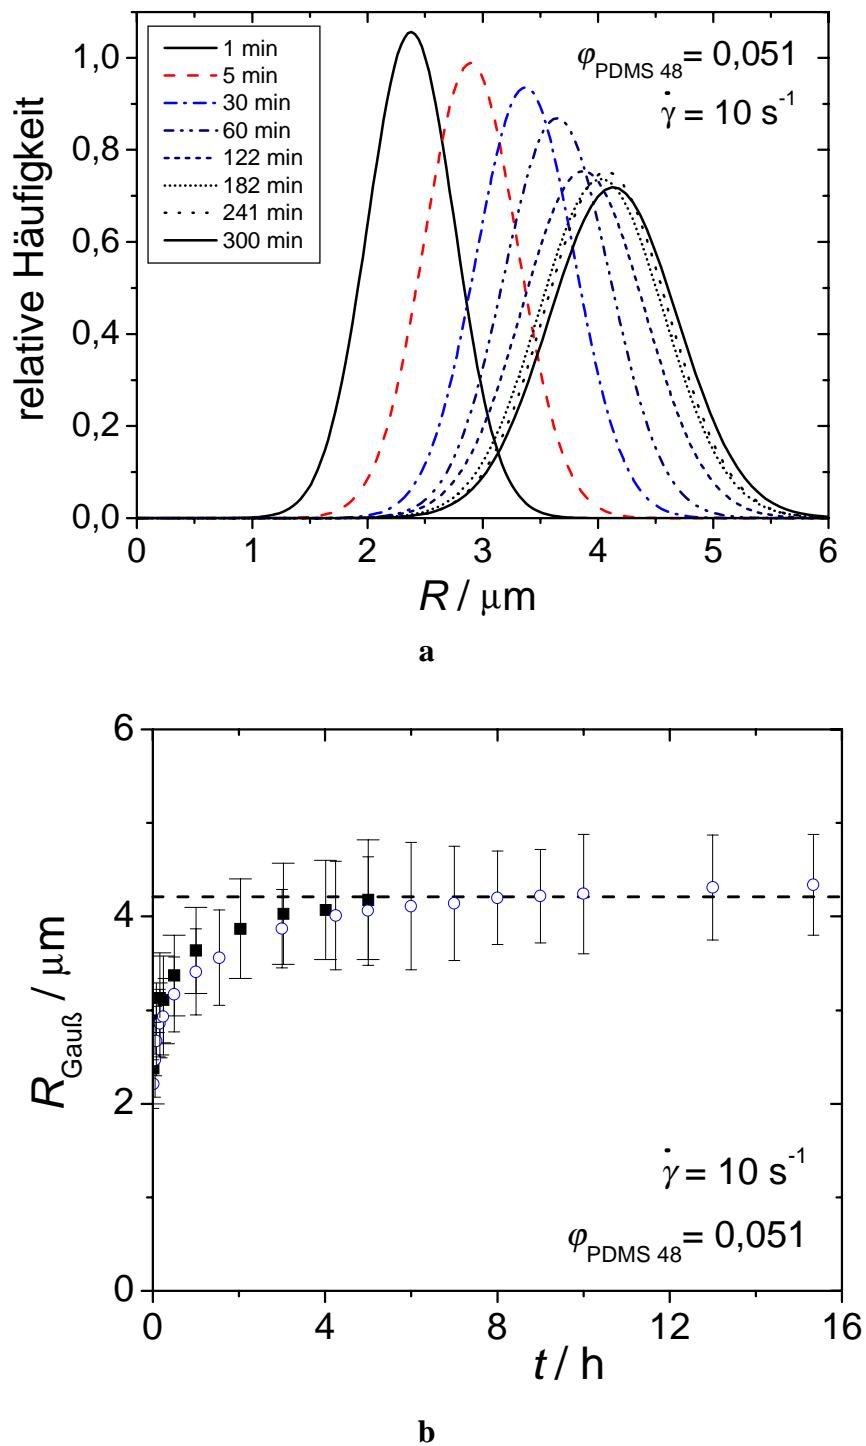 1 min
5 min
30 min
60 min
122 min
182 min
241 min
300 min
φPDMS 48 = 0,051
γ̇ = 10 s-1
relative Häufigkeit
1,0
0,8
0,6
0,4
0,2
0,0
0 1 2 3 4 5 6
R / μm
a
6
4
2
0
RGauß / μm
γ̇ = 10 s-1
φPDMS 48 = 0,051
0 4 8 12 16
t / h
b